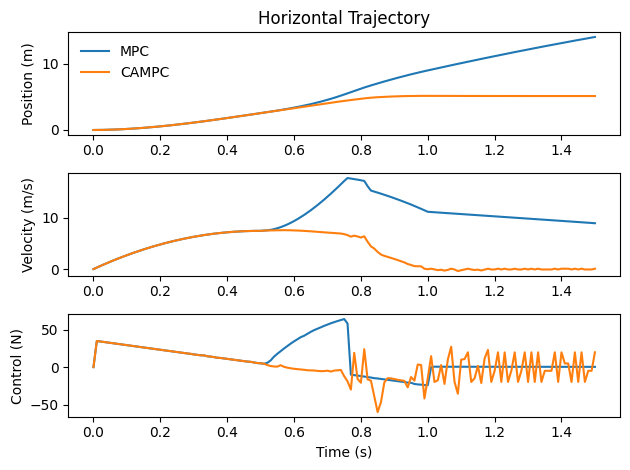 Horizontal Trajectory
Position (m)
10
0
MPC
CAMPC
0.0 0.2 0.4 0.6 0.8 1.0 1.2 1.4
Velocity (m/s)
10
0
0.0 0.2 0.4 0.6 0.8 1.0 1.2 1.4
Control (N)
50
0
−50
0.0 0.2 0.4 0.6 0.8 1.0 1.2 1.4
Time (s)